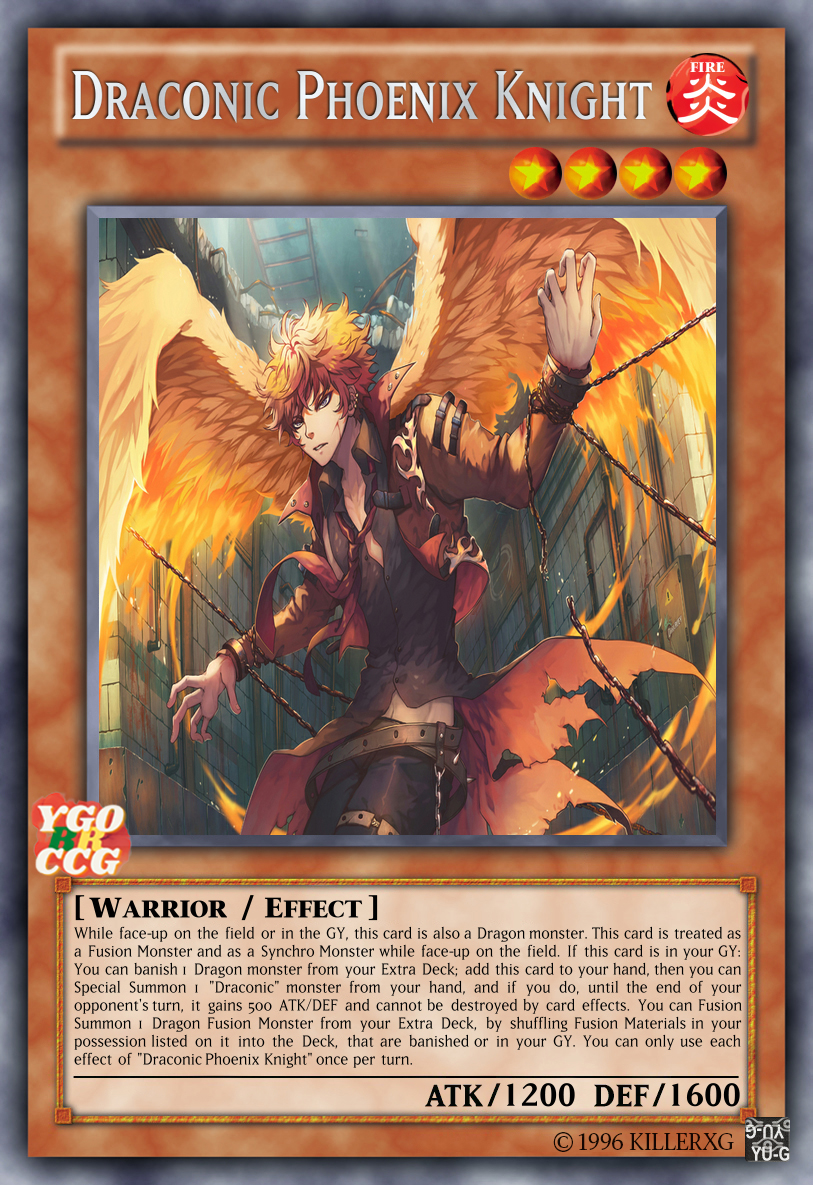 Draconic Phoenix Knight
FIRE
炎
YGO
RR
CCG
[ Warrior / Effect ]
While face-up on the field or in the GY, this card is also a Dragon monster. This card is treated as
a Fusion Monster and as a Synchro Monster while face-up on the field. If this card is in your GY:
You can banish 1 Dragon monster from your Extra Deck; add this card to your hand, then you can
Special Summon 1 "Draconic" monster from your hand, and if you do, until the end of your
opponent's turn, it gains 500 ATK/DEF and cannot be destroyed by card effects. You can Fusion
Summon 1 Dragon Fusion Monster from your Extra Deck, by shuffling Fusion Materials in your
possession listed on it into the Deck, that are banished or in your GY. You can only use each
effect of "Draconic Phoenix Knight" once per turn.
ATK/1200 DEF/1600
© 1996 KILLERXG
YU-G